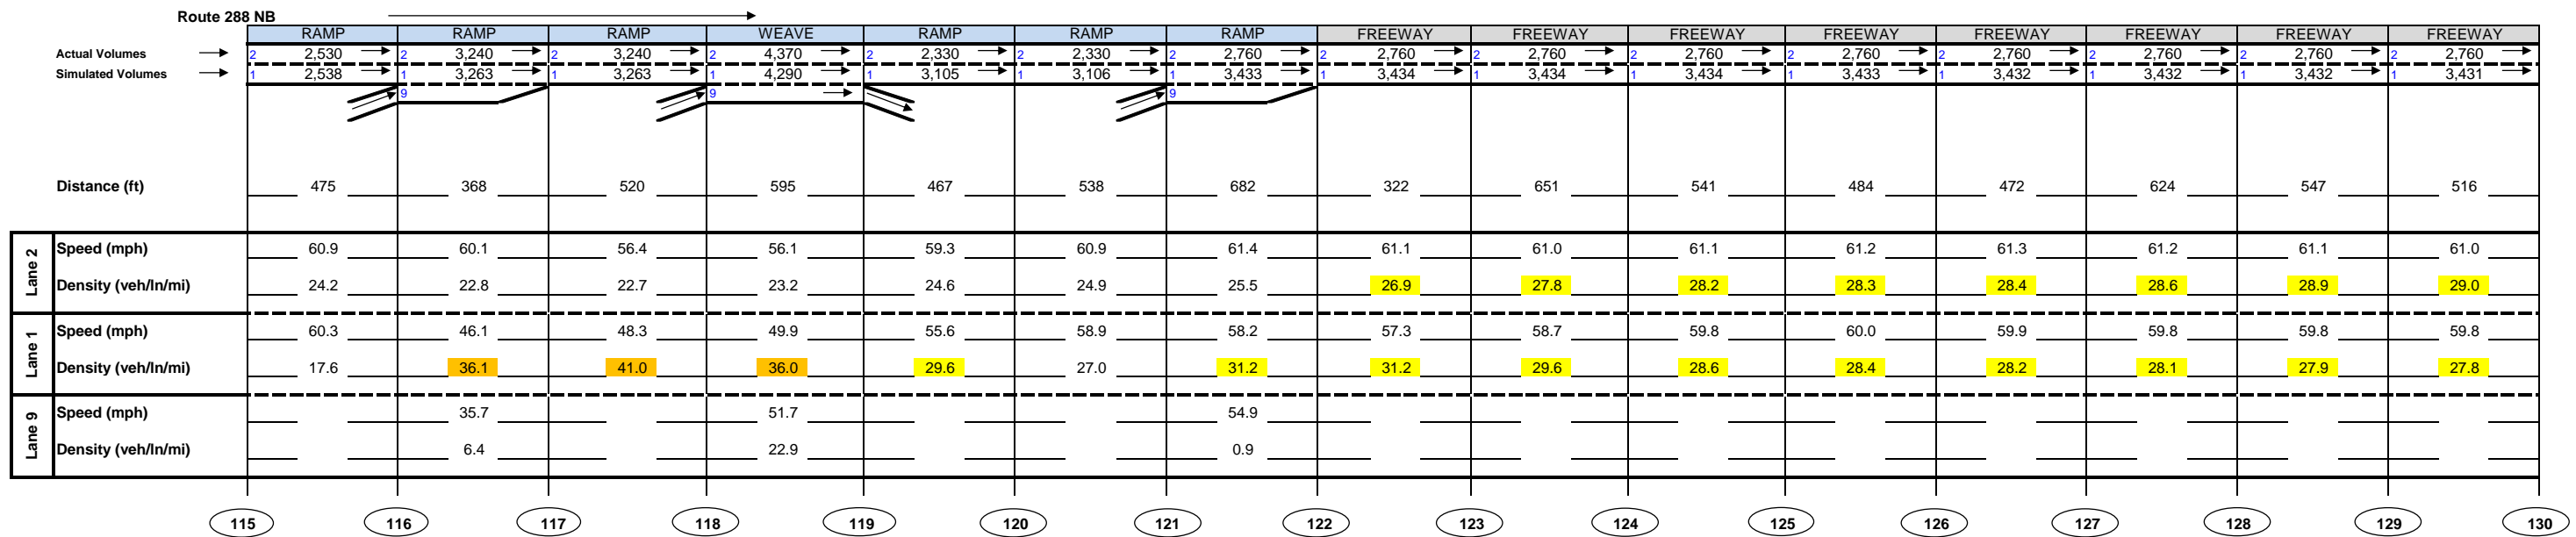 Route 288 NB
RAMP RAMP RAMP WEAVE RAMP RAMP RAMP FREEWAY FREEWAY FREEWAY FREEWAY FREEWAY FREEWAY FREEWAY FREEWAY
Actual Volumes 2 2,530 2 3,240 2 3,240 2 4,370 2 2,330 2 2,330 2 2,760 2 2,760 2 2,760 2 2,760 2 2,760 2 2,760 2 2,760 2 2,760 2 2,760
Simulated Volumes 1 2,538 1 3,263 1 3,263 1 4,290 1 3,105 1 3,106 1 3,433 1 3,434 1 3,434 1 3,434 1 3,433 1 3,432 1 3,432 1 3,432 1 3,431
9 9 9
Distance (ft) 475 368 520 595 467 538 682 322 651 541 484 472 624 547 516
Lane 2
Speed (mph) 60.9 60.1 56.4 56.1 59.3 60.9 61.4 61.1 61.0 61.1 61.2 61.3 61.2 61.1 61.0
Density (veh/ln/mi) 24.2 22.8 22.7 23.2 24.6 24.9 25.5 26.9 27.8 28.2 28.3 28.4 28.6 28.9 29.0
Lane 1
Speed (mph) 60.3 46.1 48.3 49.9 55.6 58.9 58.2 57.3 58.7 59.8 60.0 59.9 59.8 59.8 59.8
Density (veh/ln/mi) 17.6 36.1 41.0 36.0 29.6 27.0 31.2 31.2 29.6 28.6 28.4 28.2 28.1 27.9 27.8
Lane 9
Speed (mph) 35.7 51.7 54.9
Density (veh/ln/mi) 6.4 22.9 0.9
115 116 117 118 119 120 121 122 123 124 125 126 127 128 129 130